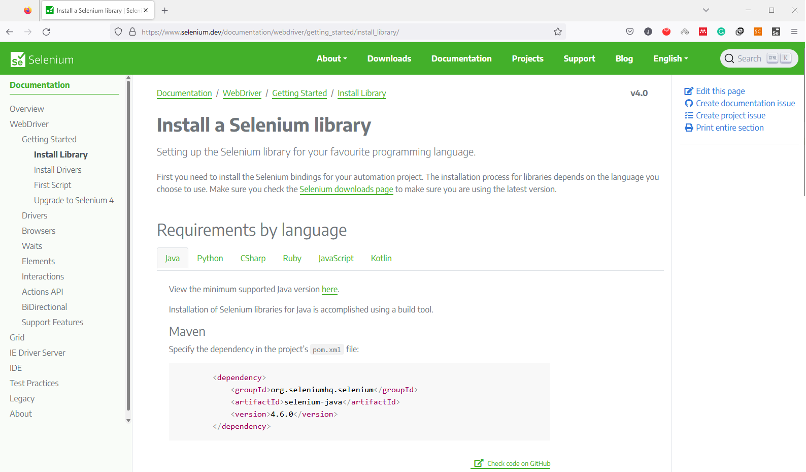 Install a Selenium library | Selen
https://www.selenium.dev/documentation/webdriver/getting_started/install_library/
Se Selenium
About Downloads Documentation Projects Support Blog English Search K
Documentation
Overview
WebDriver
Getting Started
Install Library
Install Drivers
First Script
Upgrade to Selenium 4
Drivers
Browsers
Waits
Elements
Interactions
Actions API
BiDirectional
Support Features
Grid
IE Driver Server
IDE
Test Practices
Legacy
About
Documentation / WebDriver / Getting Started / Install Library
v4.0
Install a Selenium library
Setting up the Selenium library for your favourite programming language.
First you need to install the Selenium bindings for your automation project. The installation process for libraries depends on the language you
choose to use. Make sure you check the Selenium downloads page to make sure you are using the latest version.
Requirements by language
Java Python CSharp Ruby JavaScript Kotlin
View the minimum supported Java version here.
Installation of Selenium libraries for Java is accomplished using a build tool.
Maven
Specify the dependency in the project's pom.xml file:
<dependency>
<groupId>org.seleniumhq.selenium</groupId>
<artifactId>selenium-java</artifactId>
<version>4.6.0</version>
</dependency>
Check code on GitHub
Edit this page
Create documentation issue
Create project issue
Print entire section